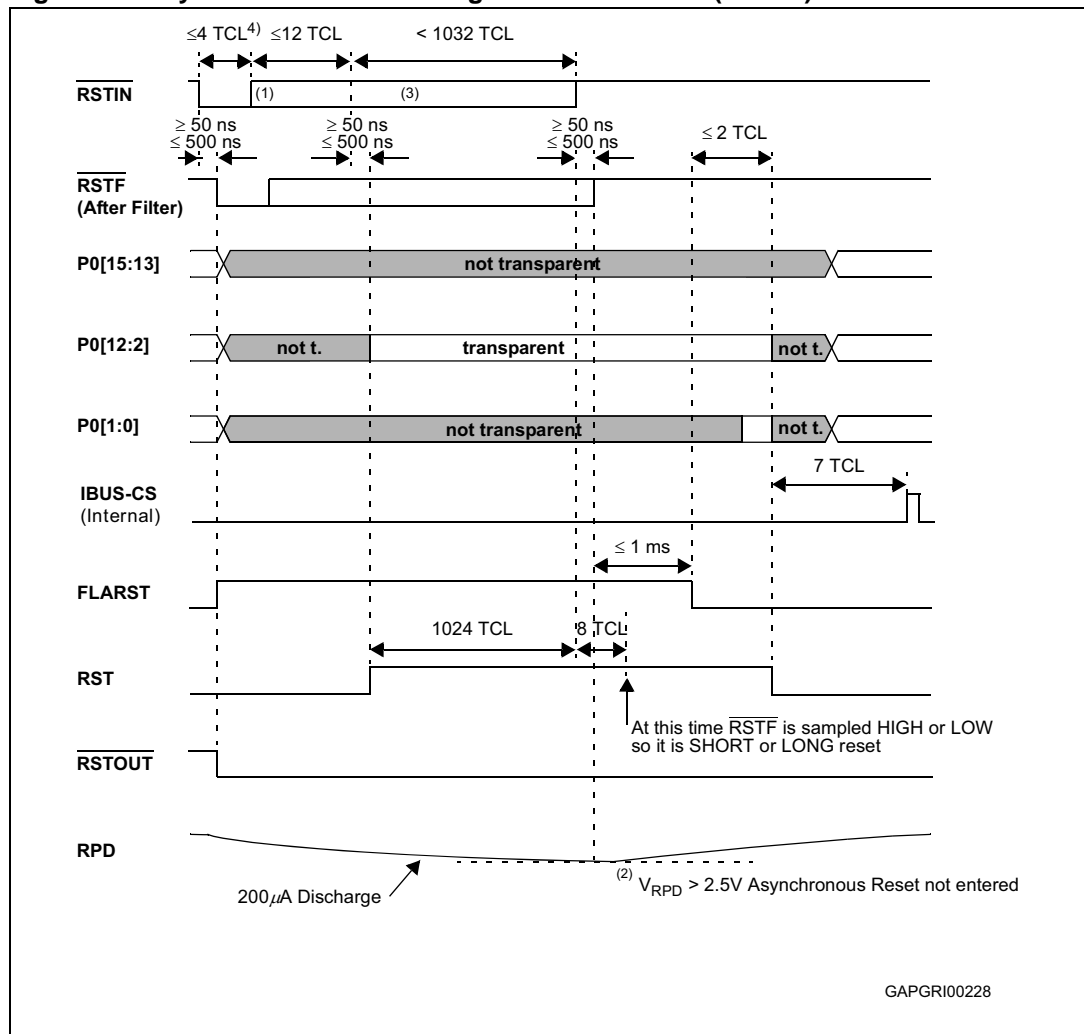 ≤4 TCL4) ≤12 TCL < 1032 TCL
RSTIN (1) (3)
≥ 50 ns ≥ 50 ns ≥ 50 ns
≤ 500 ns ≤ 500 ns ≤ 500 ns ≤ 2 TCL
RSTF
(After Filter)
P0[15:13] not transparent
P0[12:2] not t. transparent not t.
P0[1:0] not transparent not t.
7 TCL
IBUS-CS
(Internal)
≤ 1 ms
FLARST
1024 TCL 8 TCL
RST
At this time RSTF is sampled HIGH or LOW
so it is SHORT or LONG reset
RSTOUT
RPD
200μA Discharge (2) VRPD > 2.5V Asynchronous Reset not entered
GAPGRI00228